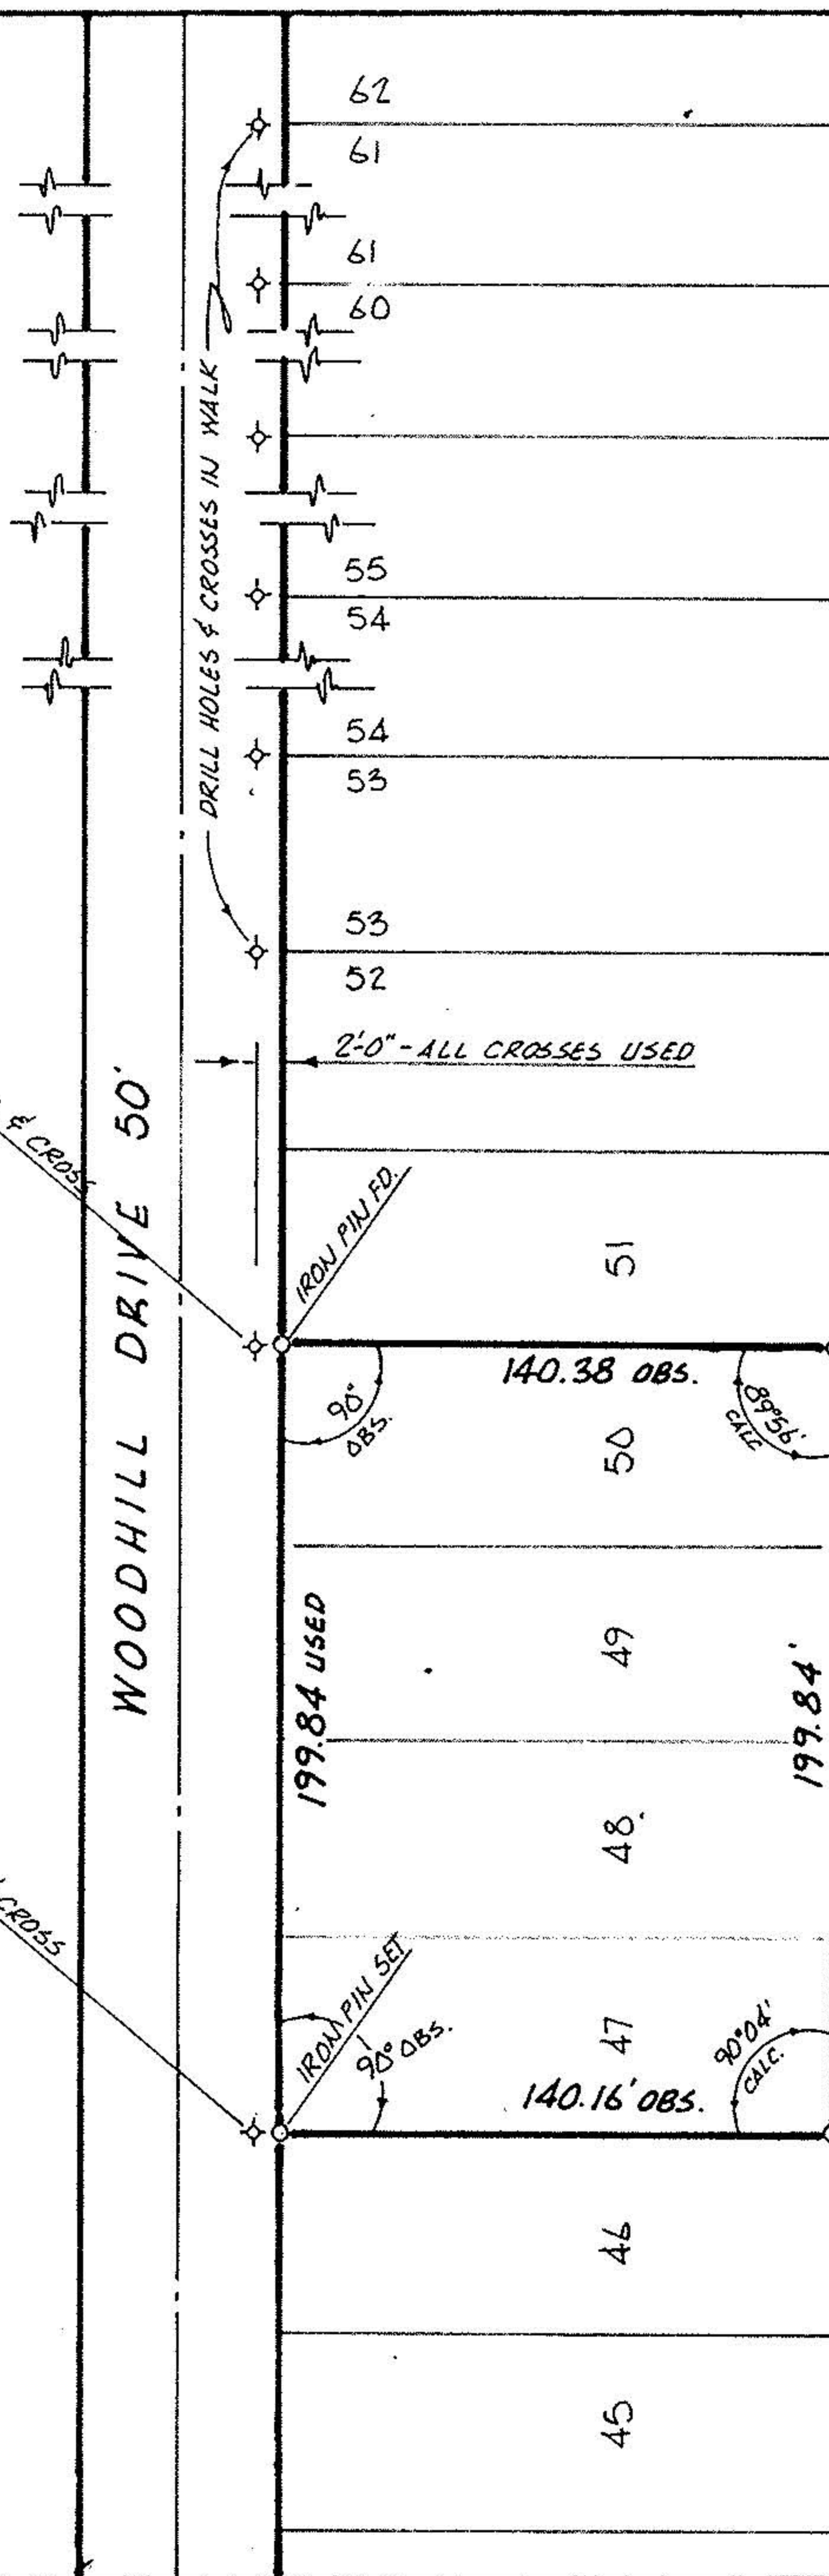 62
61
61
60
DRILL HOLES & CROSSES IN WALK
55
54
54
53
53
52
2'-0" - ALL CROSSES USED
& CROSS
WOODHILL DRIVE 50'
IRON PIN FD.
51
140.38 OBS.
90°
OBS.
89°56'
CALC
50
199.84 USED
49
199.84'
48
CROSS
IRON PIN SET
90° OBS.
47
90°04'
CALC.
140.16' OBS.
46
45